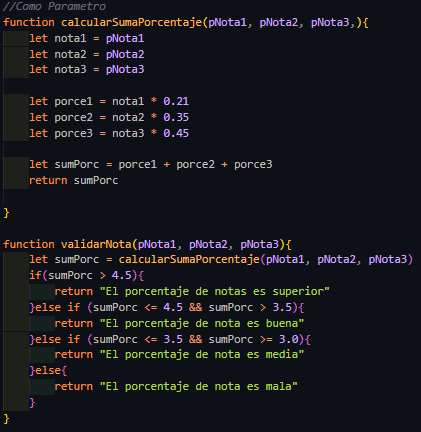 //Como Parametro
function calcularSumaPorcentaje(pNota1, pNota2, pNota3,){
    let nota1 = pNota1
    let nota2 = pNota2
    let nota3 = pNota3

    let porce1 = nota1 * 0.21
    let porce2 = nota2 * 0.35
    let porce3 = nota3 * 0.45

    let sumPorc = porce1 + porce2 + porce3
    return sumPorc

}

function validarNota(pNota1, pNota2, pNota3){
    let sumPorc = calcularSumaPorcentaje(pNota1, pNota2, pNota3)
    if(sumPorc > 4.5){
        return "El porcentaje de notas es superior"
    }else if (sumPorc <= 4.5 && sumPorc > 3.5){
        return "El porcentaje de nota es buena"
    }else if (sumPorc <= 3.5 && sumPorc >= 3.0){
        return "El porcentaje de nota es media"
    }else{
        return "El porcentaje de nota es mala"
    }
}